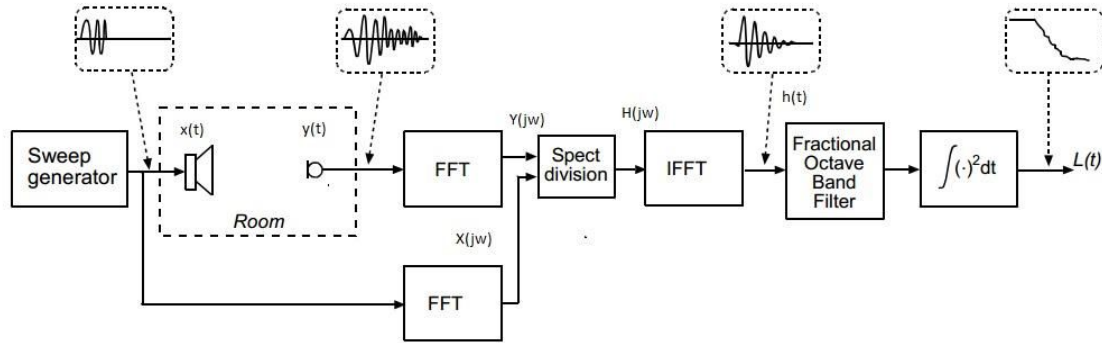 x(t)
y(t)
Y(jw)
H(jw)
h(t)
Sweep
generator
Room
FFT
Spect
division
IFFT
Fractional
Octave
Band
Filter
∫(·)²dt
L(t)
X(jw)
FFT